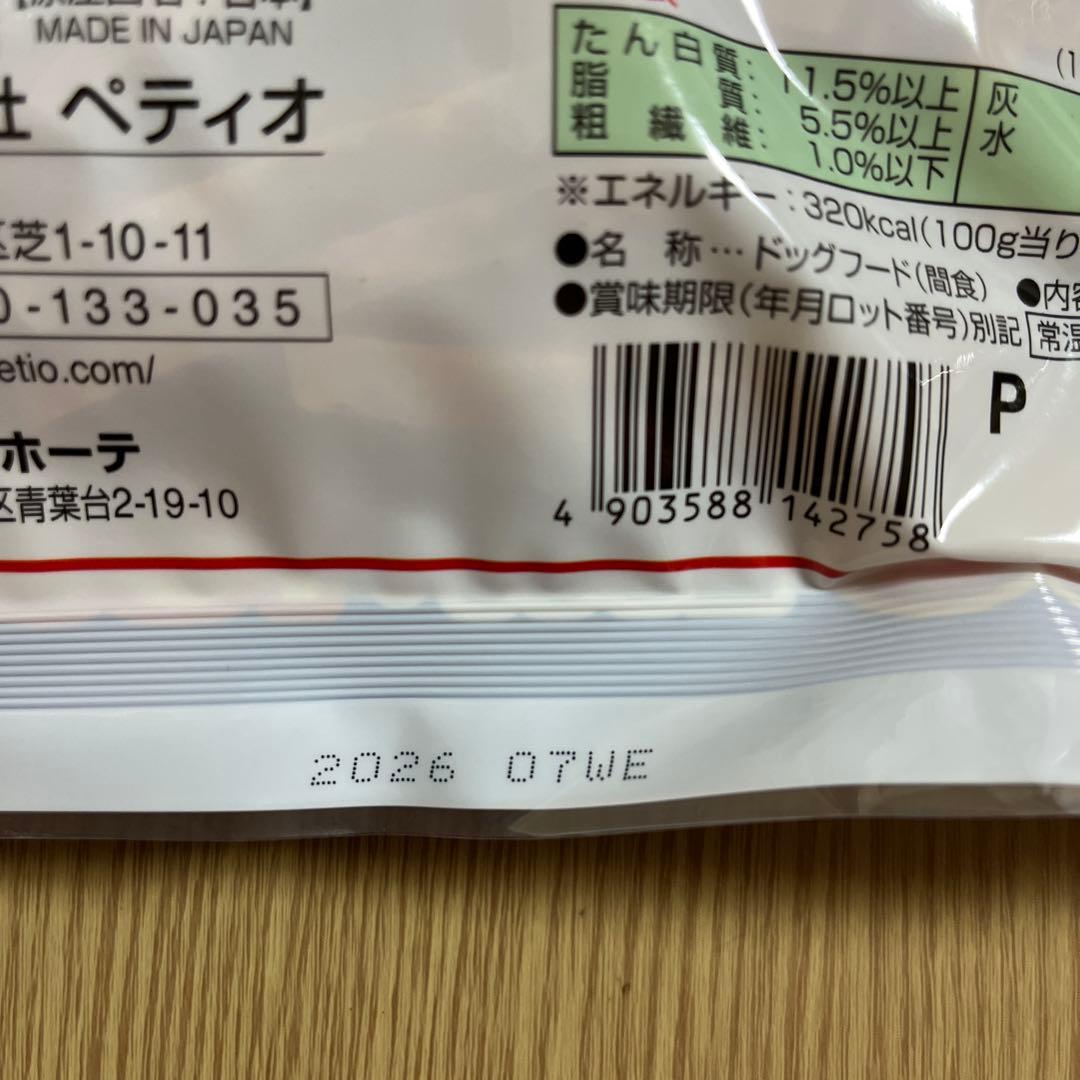 MADE IN JAPAN
ペティオ
区芝1-10-11
0-133-035
etio.com/
ホーテ
区青葉台2-19-10
たん白質: 11.5%以上 灰
脂質: 5.5%以上 水
粗繊維: 1.0%以下
※エネルギー:320kcal(100g当り
●名 称…ドッグフード(間食) ●内容
●賞味期限(年月ロット番号)別記 常温
P
4 903588 142758
2026 07WE